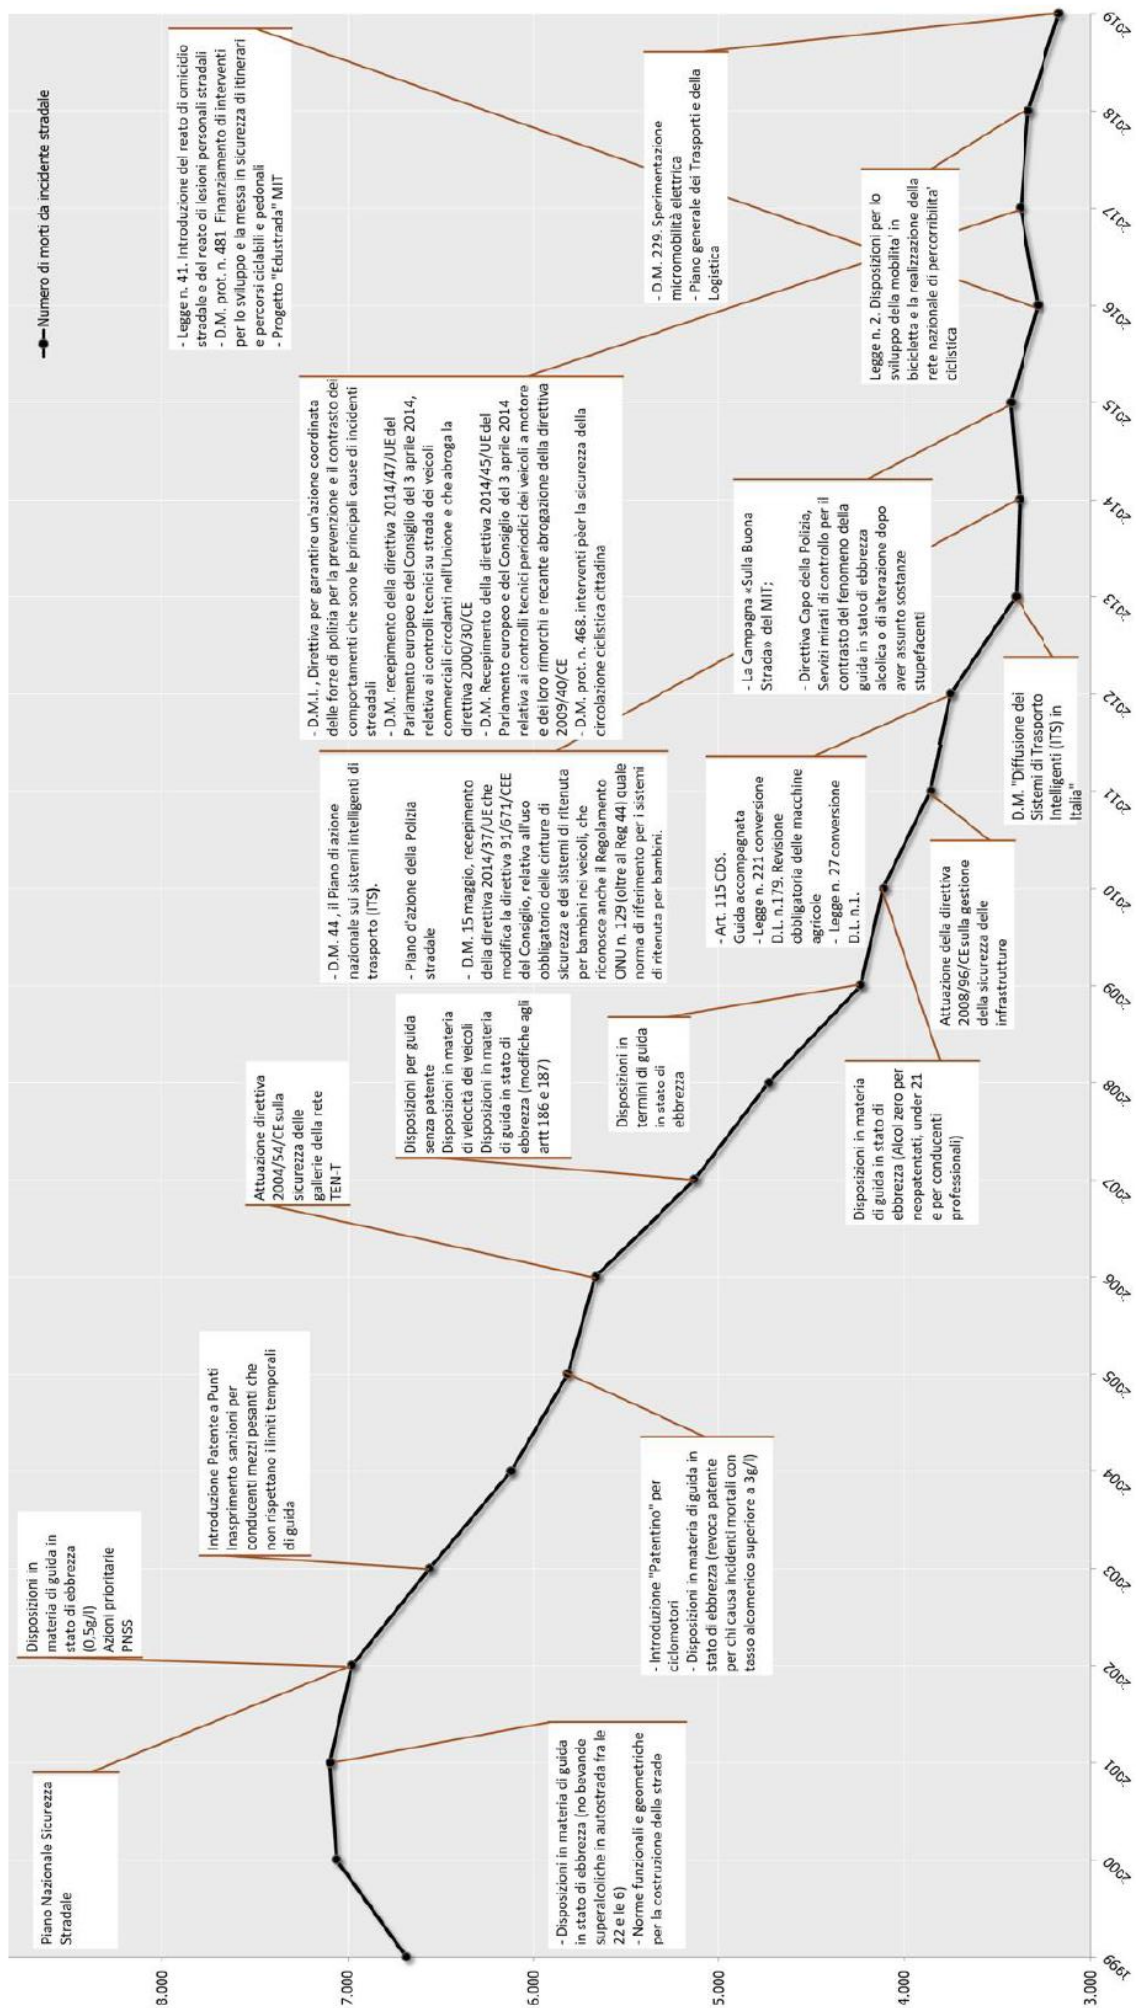 Numero di morti da incidente stradale
Piano Nazionale Sicurezza
Stradale
Disposizioni in
materia di guida in
stato di ebbrezza
(0,5g/l)
Azioni prioritarie
PNSS
Introduzione Patente a Punti
Inasprimento sanzioni per
conducenti mezzi pesanti che
non rispettano i limiti temporali
di guida
Attuazione direttiva
2004/54/CE sulla
sicurezza delle
gallerie della rete
TEN-T
- Legge n. 41. Introduzione del reato di omicidio
stradale e del reato di lesioni personali stradali
- D.M. prot. n. 481 Finanziamento di interventi
per lo sviluppo e la messa in sicurezza di itinerari
e percorsi ciclabili e pedonali
- Progetto "Edustrada" MIT
- D.M.I., Direttiva per garantire un'azione coordinata
delle forze di polizia per la prevenzione e il contrasto dei
comportamenti che sono le principali cause di incidenti
streadali
- D.M. recepimento della direttiva 2014/47/UE del
Parlamento europeo e del Consiglio del 3 aprile 2014,
relativa ai controlli tecnici su strada dei veicoli
commerciali circolanti nell'Unione e che abroga la
direttiva 2000/30/CE
- D.M. Recepimento della direttiva 2014/45/UE del
Parlamento europeo e del Consiglio del 3 aprile 2014
relativa ai controlli tecnici periodici dei veicoli a motore
e dei loro rimorchi e recante abrogazione della direttiva
2009/40/CE
- D.M. prot. n. 468. interventi pèer la sicurezza della
circolazione ciclistica cittadina
- D.M. 44 , il Piano di azione
nazionale sui sistemi intelligenti di
trasporto (ITS).
- Piano d'azione della Polizia
stradale
- D.M. 15 maggio, recepimento
della direttiva 2014/37/UE che
modifica la direttiva 91/671/CEE
del Consiglio, relativa all'uso
obbligatorio delle cinture di
sicurezza e dei sistemi di ritenuta
per bambini nei veicoli, che
riconosce anche il Regolamento
ONU n. 129 (oltre al Reg 44) quale
norma di riferimento per i sistemi
di ritenuta per bambini.
Disposizioni per guida
senza patente
Disposizioni in materia
di velocità dei veicoli
Disposizioni in materia
di guida in stato di
ebbrezza (modifiche agli
artt 186 e 187)
- Disposizioni in materia di guida
in stato di ebbrezza (no bevande
superalcoliche in autostrada fra le
22 e le 6)
- Norme funzionali e geometriche
per la costruzione delle strade
- Introduzione "Patentino" per
ciclomotori
- Disposizioni in materia di guida in
stato di ebbrezza (revoca patente
per chi causa incidenti mortali con
tasso alcomenico superiore a 3g/l)
Disposizioni in
termini di guida
in stato di
ebbrezza
- Art. 115 CDS.
Guida accompagnata
- Legge n. 221 conversione
D.L. n.179. Revisione
obbligatoria delle macchine
agricole
- Legge n. 27 conversione
D.L. n.1.
- La Campagna «Sulla Buona
Strada» del MIT;
- Direttiva Capo della Polizia,
Servizi mirati di controllo per il
contrasto del fenomeno della
guida in stato di ebbrezza
alcolica o di alterazione dopo
aver assunto sostanze
stupefacenti
- D.M. 229. Sperimentazione
micromobilità elettrica
- Piano generale dei Trasporti e della
Logistica
Legge n. 2. Disposizioni per lo
sviluppo della mobilita' in
bicicletta e la realizzazione della
rete nazionale di percorribilita'
ciclistica
Disposizioni in materia
di guida in stato di
ebbrezza (Alcol zero per
neopatentati, under 21
e per conducenti
professionali)
Attuazione della direttiva
2008/96/CE sulla gestione
della sicurezza delle
infrastrutture
D.M. "Diffusione dei
Sistemi di Trasporto
Intelligenti (ITS) in
Italia"
8.000
7.000
6.000
5.000
4.000
3.000
1999
2000
2001
2002
2003
2004
2005
2006
2007
2008
2009
2010
2011
2012
2013
2014
2015
2016
2017
2018
2019